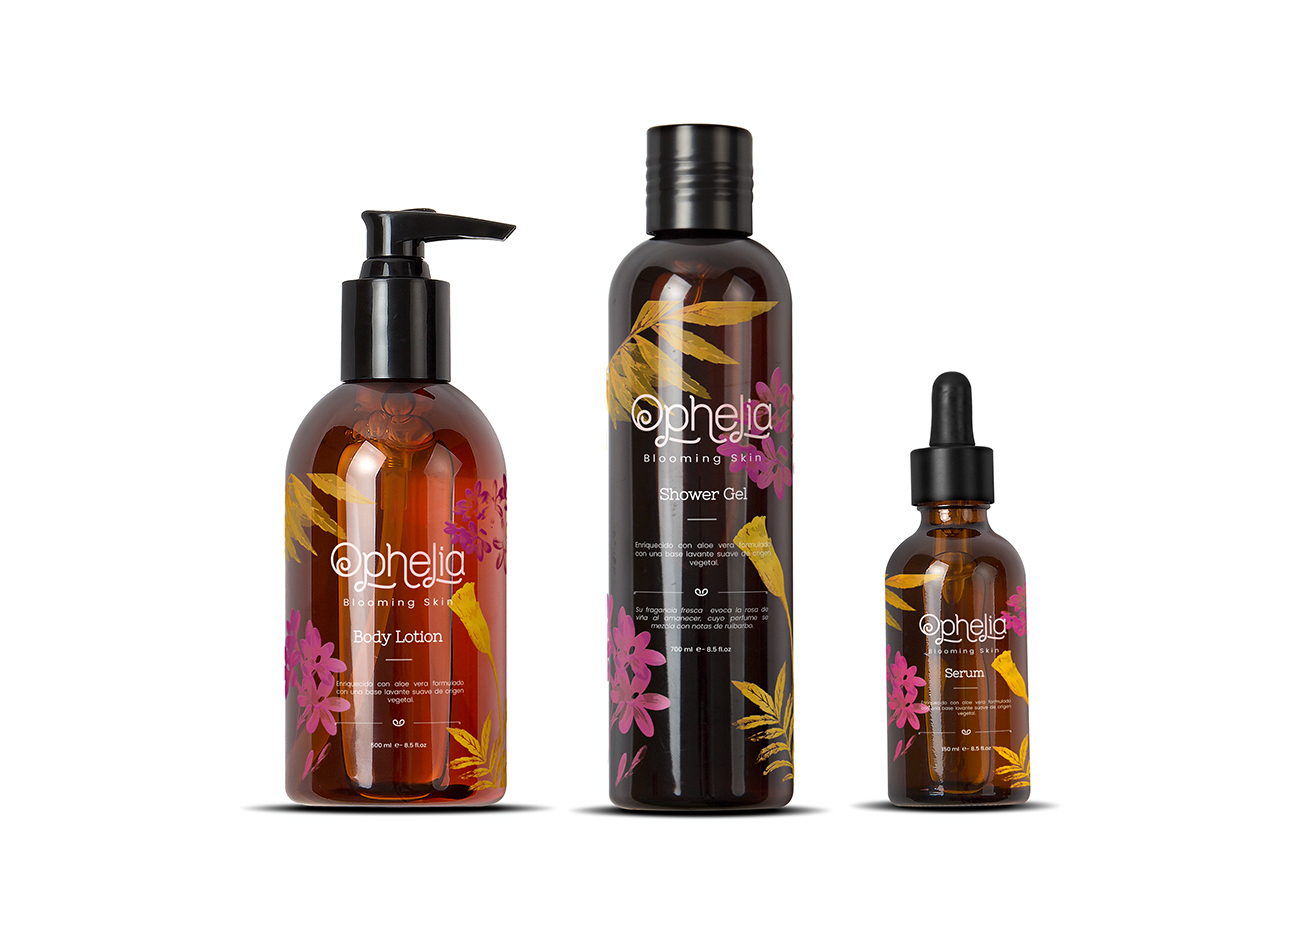 Ophelia
Blooming Skin
Body Lotion
Enriquecido con aloe vera formulado
con una base lavante suave de origen
vegetal.
500 ml e- 8.5 fl.oz
Ophelia
Blooming Skin
Shower Gel
Enriquecido con aloe vera formulado
con una base lavante suave de origen
vegetal.
Su fragancia fresca evoca la rosa de
viña al amanecer, cuyo perfume se
mezcla con notas de ruibarbo.
700 ml e- 8.5 fl.oz
Ophelia
Blooming Skin
Serum
Enriquecido con aloe vera formulado
con una base lavante suave de origen
vegetal.
150 ml e- 8.5 fl.oz